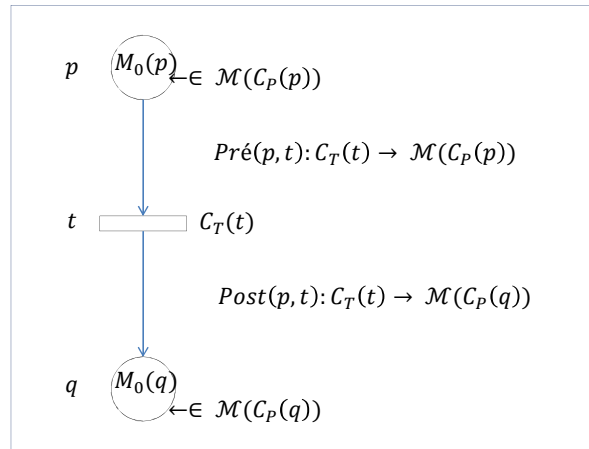 p M₀(p)
←∈ ℳ(C_P(p))
Pré(p,t): C_T(t) → ℳ(C_P(p))
t C_T(t)
Post(p,t): C_T(t) → ℳ(C_P(q))
q M₀(q)
←∈ ℳ(C_P(q))